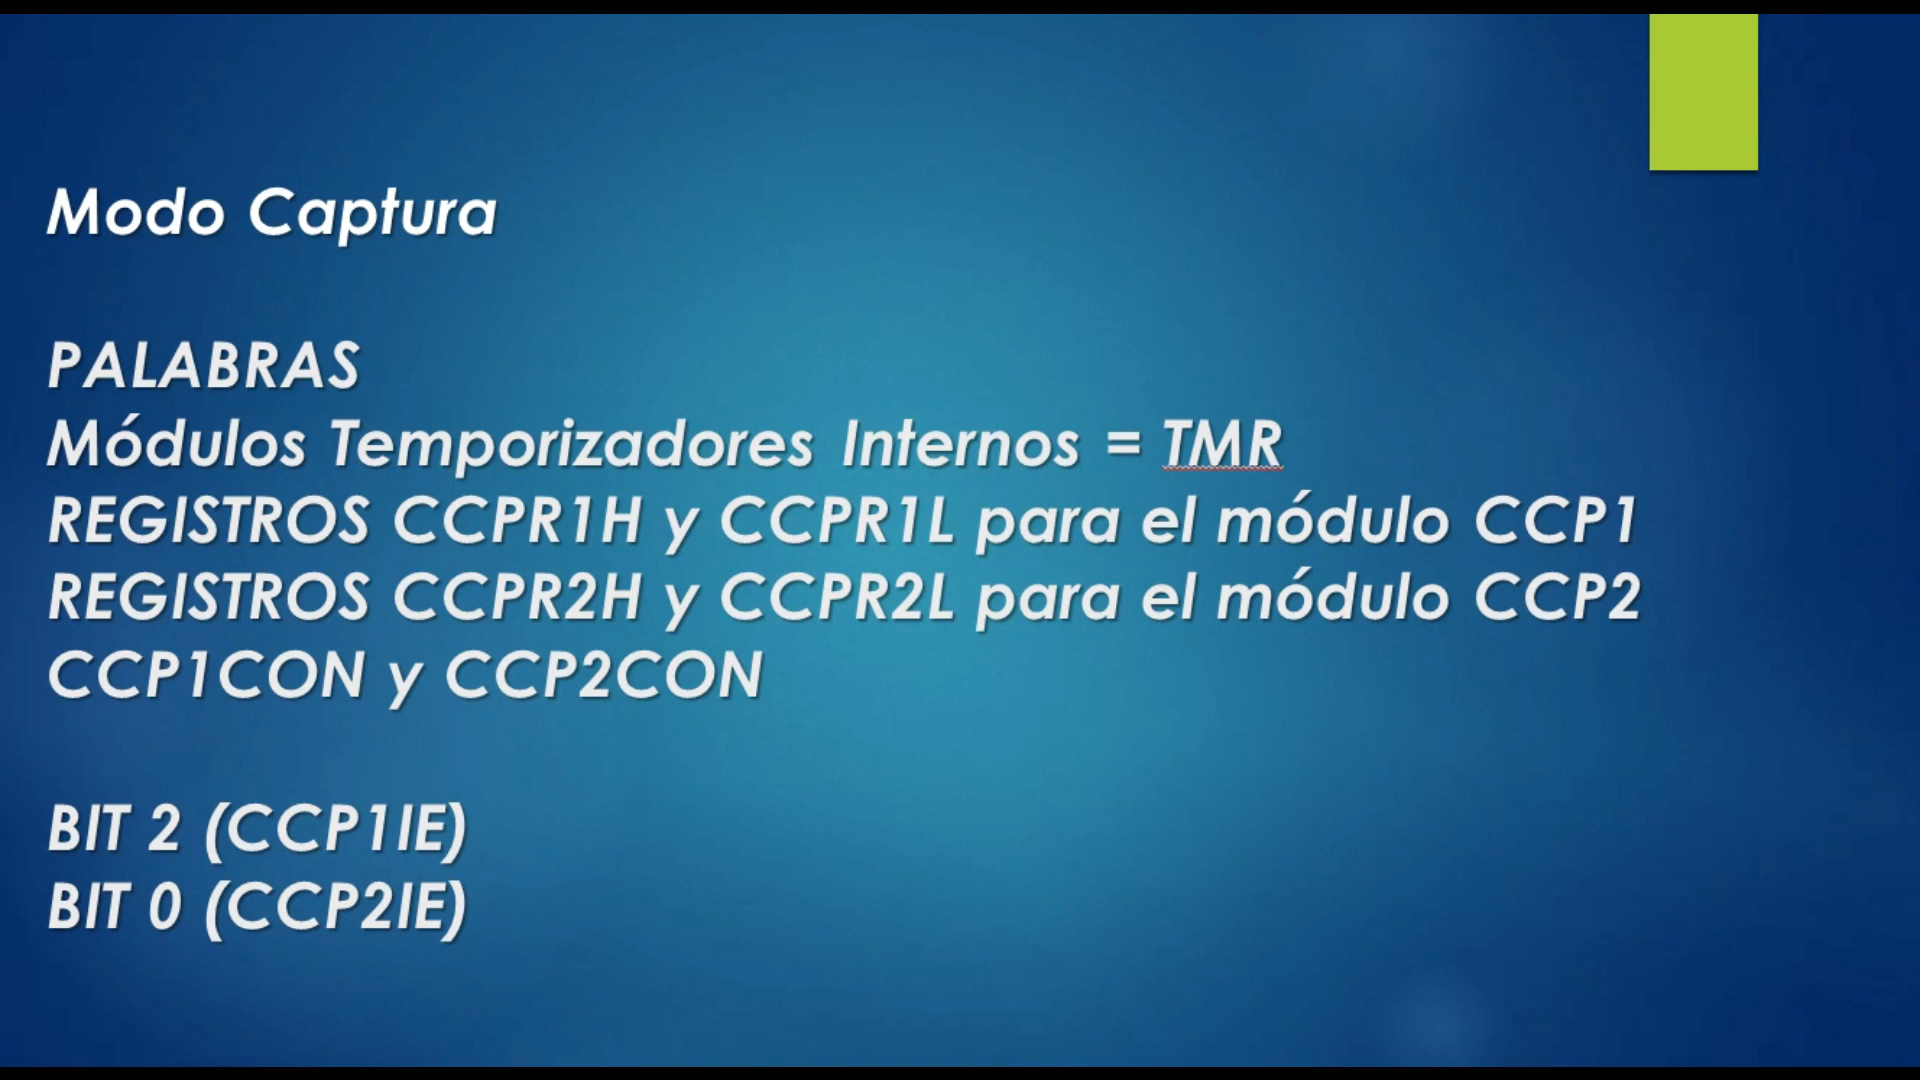 Modo Captura
PALABRAS
Módulos Temporizadores Internos = TMR
REGISTROS CCPR1H y CCPR1L para el módulo CCP1
REGISTROS CCPR2H y CCPR2L para el módulo CCP2
CCP1CON y CCP2CON
BIT 2 (CCP1IE)
BIT 0 (CCP2IE)